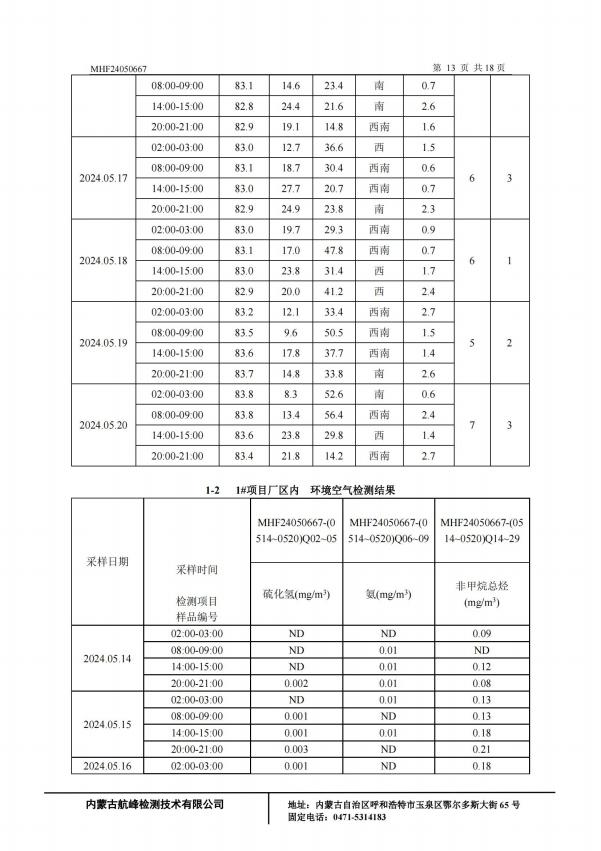 MHF24050667 第 13 页 共 18 页
08:00-09:00 83.1 14.6 23.4 南 0.7
14:00-15:00 82.8 24.4 21.6 南 2.6
20:00-21:00 82.9 19.1 14.8 西南 1.6
2024.05.17 02:00-03:00 83.0 12.7 36.6 西 1.5 6 3
08:00-09:00 83.1 18.7 30.4 西南 0.6
14:00-15:00 83.0 27.7 20.7 西南 0.7
20:00-21:00 82.9 24.9 23.8 南 2.3
2024.05.18 02:00-03:00 83.0 19.7 29.3 西南 0.9 6 1
08:00-09:00 83.1 17.0 47.8 西南 0.7
14:00-15:00 83.0 23.8 31.4 西 1.7
20:00-21:00 82.9 20.0 41.2 西 2.4
2024.05.19 02:00-03:00 83.2 12.1 33.4 西南 2.7 5 2
08:00-09:00 83.5 9.6 50.5 西南 1.5
14:00-15:00 83.6 17.8 37.7 西南 1.4
20:00-21:00 83.7 14.8 33.8 南 2.6
2024.05.20 02:00-03:00 83.8 8.3 52.6 南 0.6 7 3
08:00-09:00 83.8 13.4 56.4 西南 2.4
14:00-15:00 83.6 23.8 29.8 西 1.4
20:00-21:00 83.4 21.8 14.2 西南 2.7
1-2 1#项目厂区内 环境空气检测结果
采样日期
采样时间
检测项目
样品编号
MHF24050667-(0 MHF24050667-(0 MHF24050667-(05
514~0520)Q02~05 514~0520)Q06~09 14~0520)Q14~29
硫化氢(mg/m³) 氨(mg/m³) 非甲烷总烃
(mg/m³)
2024.05.14 02:00-03:00 ND ND 0.09
08:00-09:00 ND 0.01 ND
14:00-15:00 ND 0.01 0.12
20:00-21:00 0.002 0.01 0.08
2024.05.15 02:00-03:00 ND 0.01 0.13
08:00-09:00 0.001 ND 0.13
14:00-15:00 0.001 0.01 0.18
20:00-21:00 0.003 ND 0.21
2024.05.16 02:00-03:00 0.001 ND 0.18
内蒙古航峰检测技术有限公司 地址：内蒙古自治区呼和浩特市玉泉区鄂尔多斯大街 65 号
固定电话：0471-5314183